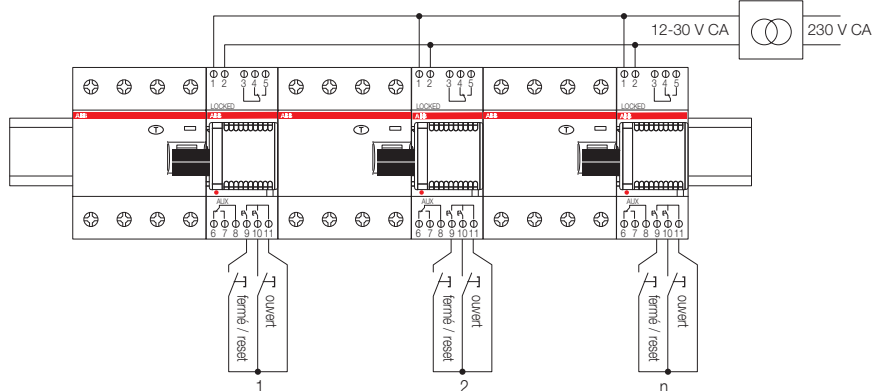 12-30 V CA
230 V CA
1 2 3 4 5
1 2 3 4 5
1 2 3 4 5
LOCKED
LOCKED
LOCKED
ABB
ABB
ABB
ABB
ABB
ABB
T
T
T
AUX
AUX
AUX
6 7 8 9 10 11
6 7 8 9 10 11
6 7 8 9 10 11
fermé / reset
ouvert
fermé / reset
ouvert
fermé / reset
ouvert
1
2
n